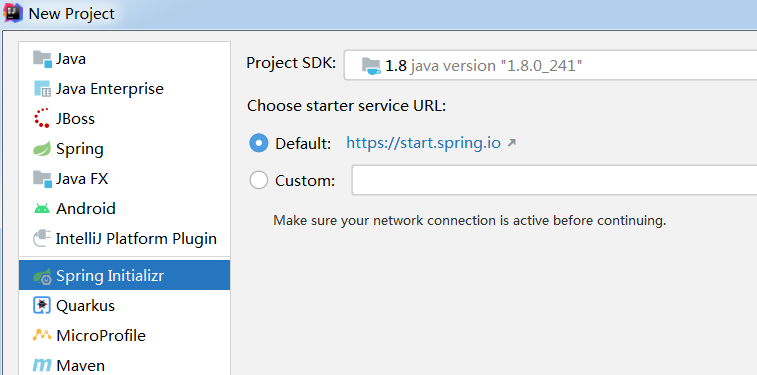 New Project
Java
Java Enterprise
JBoss
Spring
Java FX
Android
IntelliJ Platform Plugin
Spring Initializr
Quarkus
MicroProfile
Maven
Project SDK: 1.8 java version "1.8.0_241"
Choose starter service URL:
Default: https://start.spring.io
Custom:
Make sure your network connection is active before continuing.